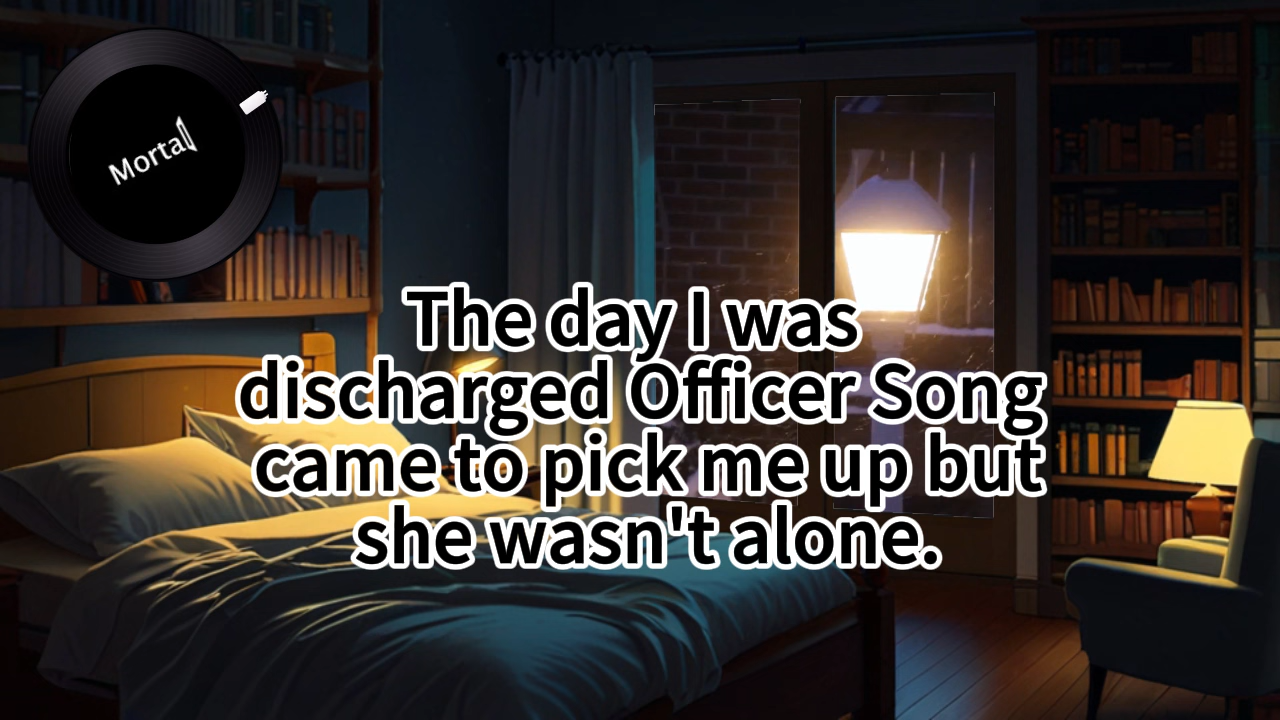 Mortal
The day I was
discharged Officer Song
came to pick me up but
she wasn't alone.